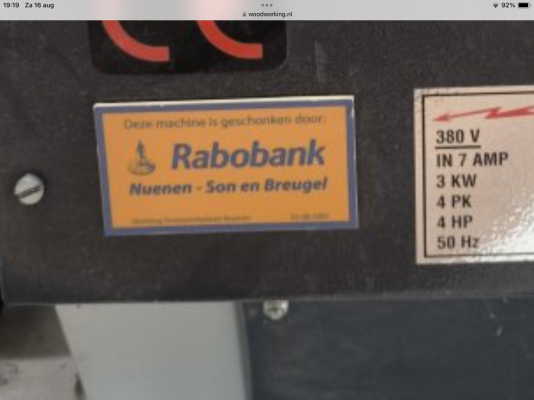 19:19 Za 16 aug
92%
woodworking.nl
Deze machine is geschonken door:
Rabobank
Nuenen - Son en Breugel
380 V
IN 7 AMP
3 KW
4 PK
4 HP
50 Hz